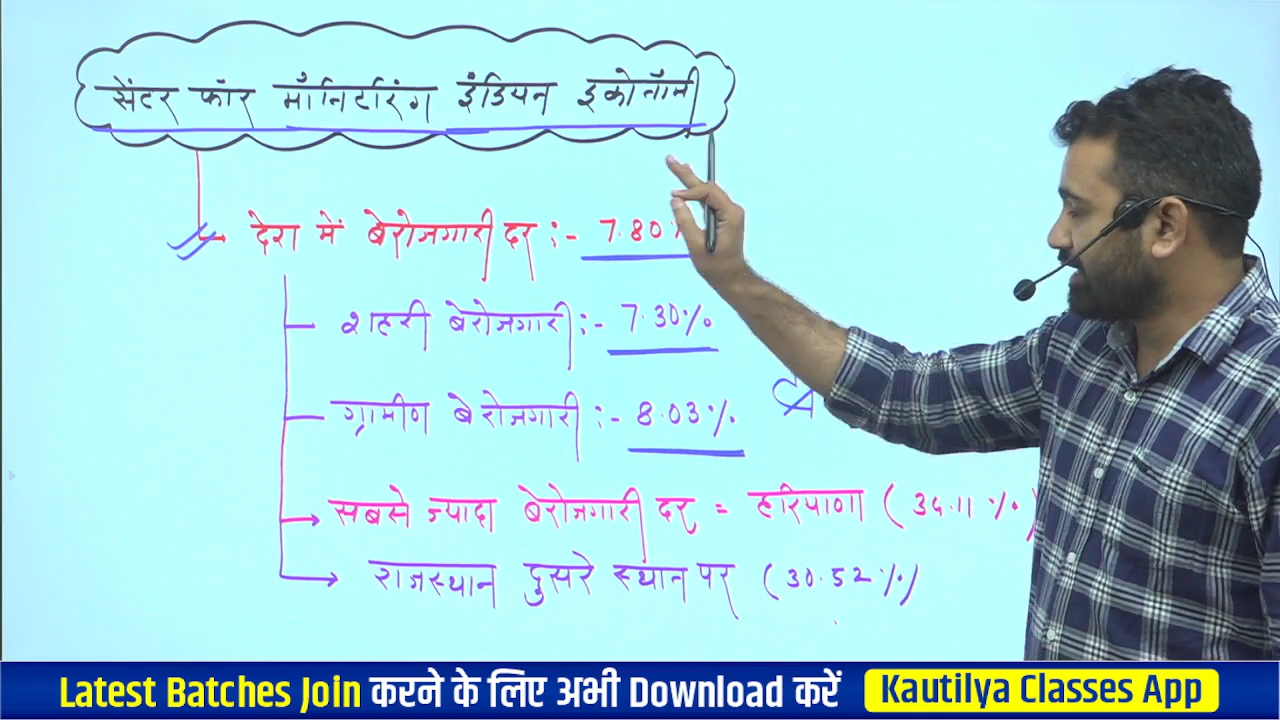 सेंटर फॉर मॉनिटरिंग इंडियन इकोनॉमी
देश में बेरोजगारी दर :- 7.80%
शहरी बेरोजगारी :- 7.30%
ग्रामीण बेरोजगारी :- 8.03%
सबसे ज्यादा बेरोजगारी दर = हरियाणा (34.11%)
राजस्थान दुसरे स्थान पर (30.52%)
Latest Batches Join करने के लिए अभी Download करें Kautilya Classes App